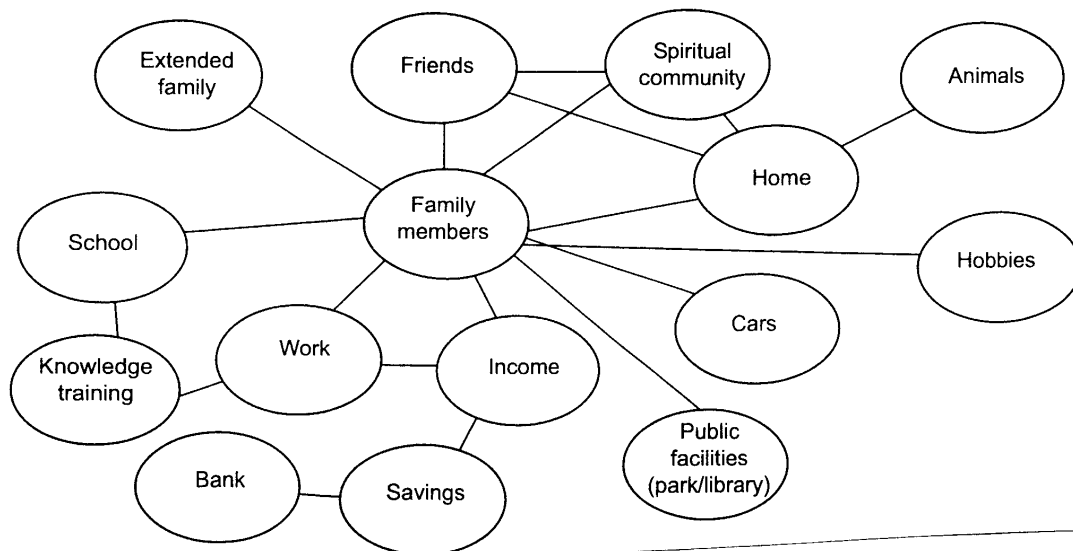 Extended
family
Friends
Spiritual
community
Animals
Home
Family
members
School
Hobbies
Cars
Work
Income
Knowledge
training
Public
facilities
(park/library)
Bank
Savings